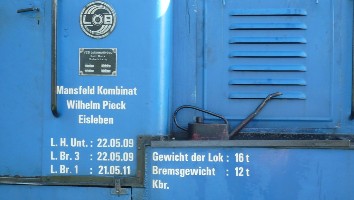 LÖB
Mansfeld Kombinat
Wilhelm Pieck
Eisleben
L. H. Unt. : 22.05.09
L. Br. 3 : 22.05.09
L. Br. 1 : 21.05.11
Gewicht der Lok : 16 t
Bremsgewicht : 12 t
Kbr.